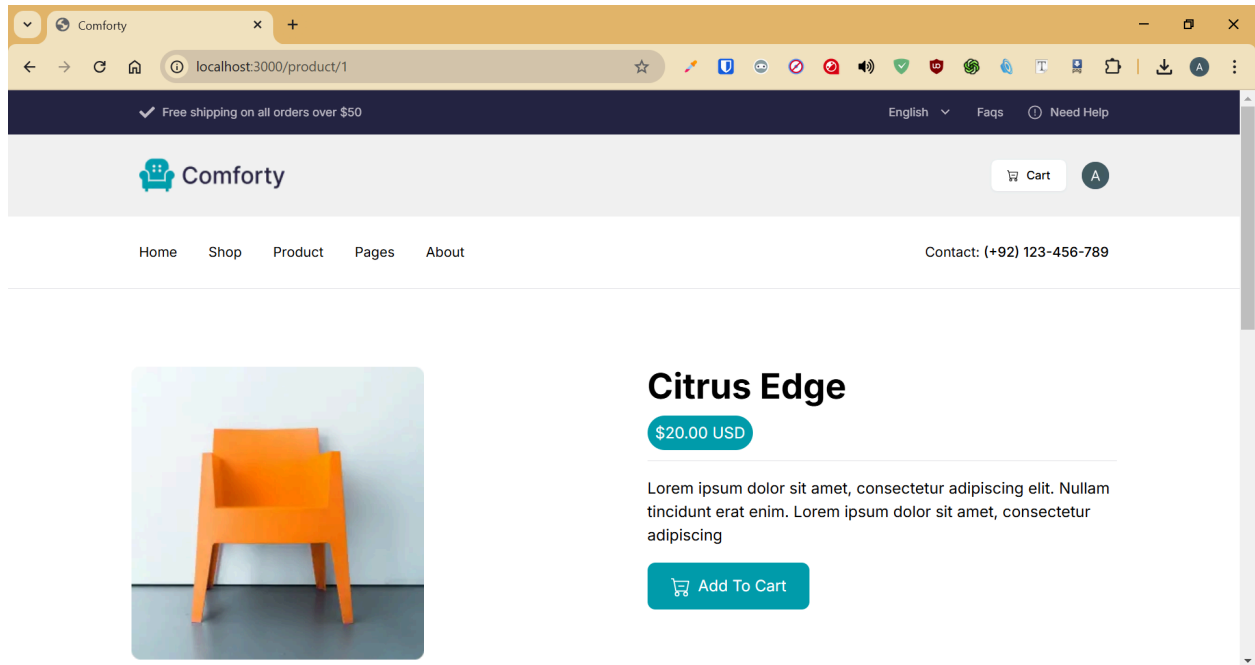 Comforty
localhost:3000/product/1
A
Free shipping on all orders over $50
English
Faqs
Need Help
Comforty
Cart
A
Home
Shop
Product
Pages
About
Contact: (+92) 123-456-789
Citrus Edge
$20.00 USD
Lorem ipsum dolor sit amet, consectetur adipiscing elit. Nullam
tincidunt erat enim. Lorem ipsum dolor sit amet, consectetur
adipiscing
Add To Cart